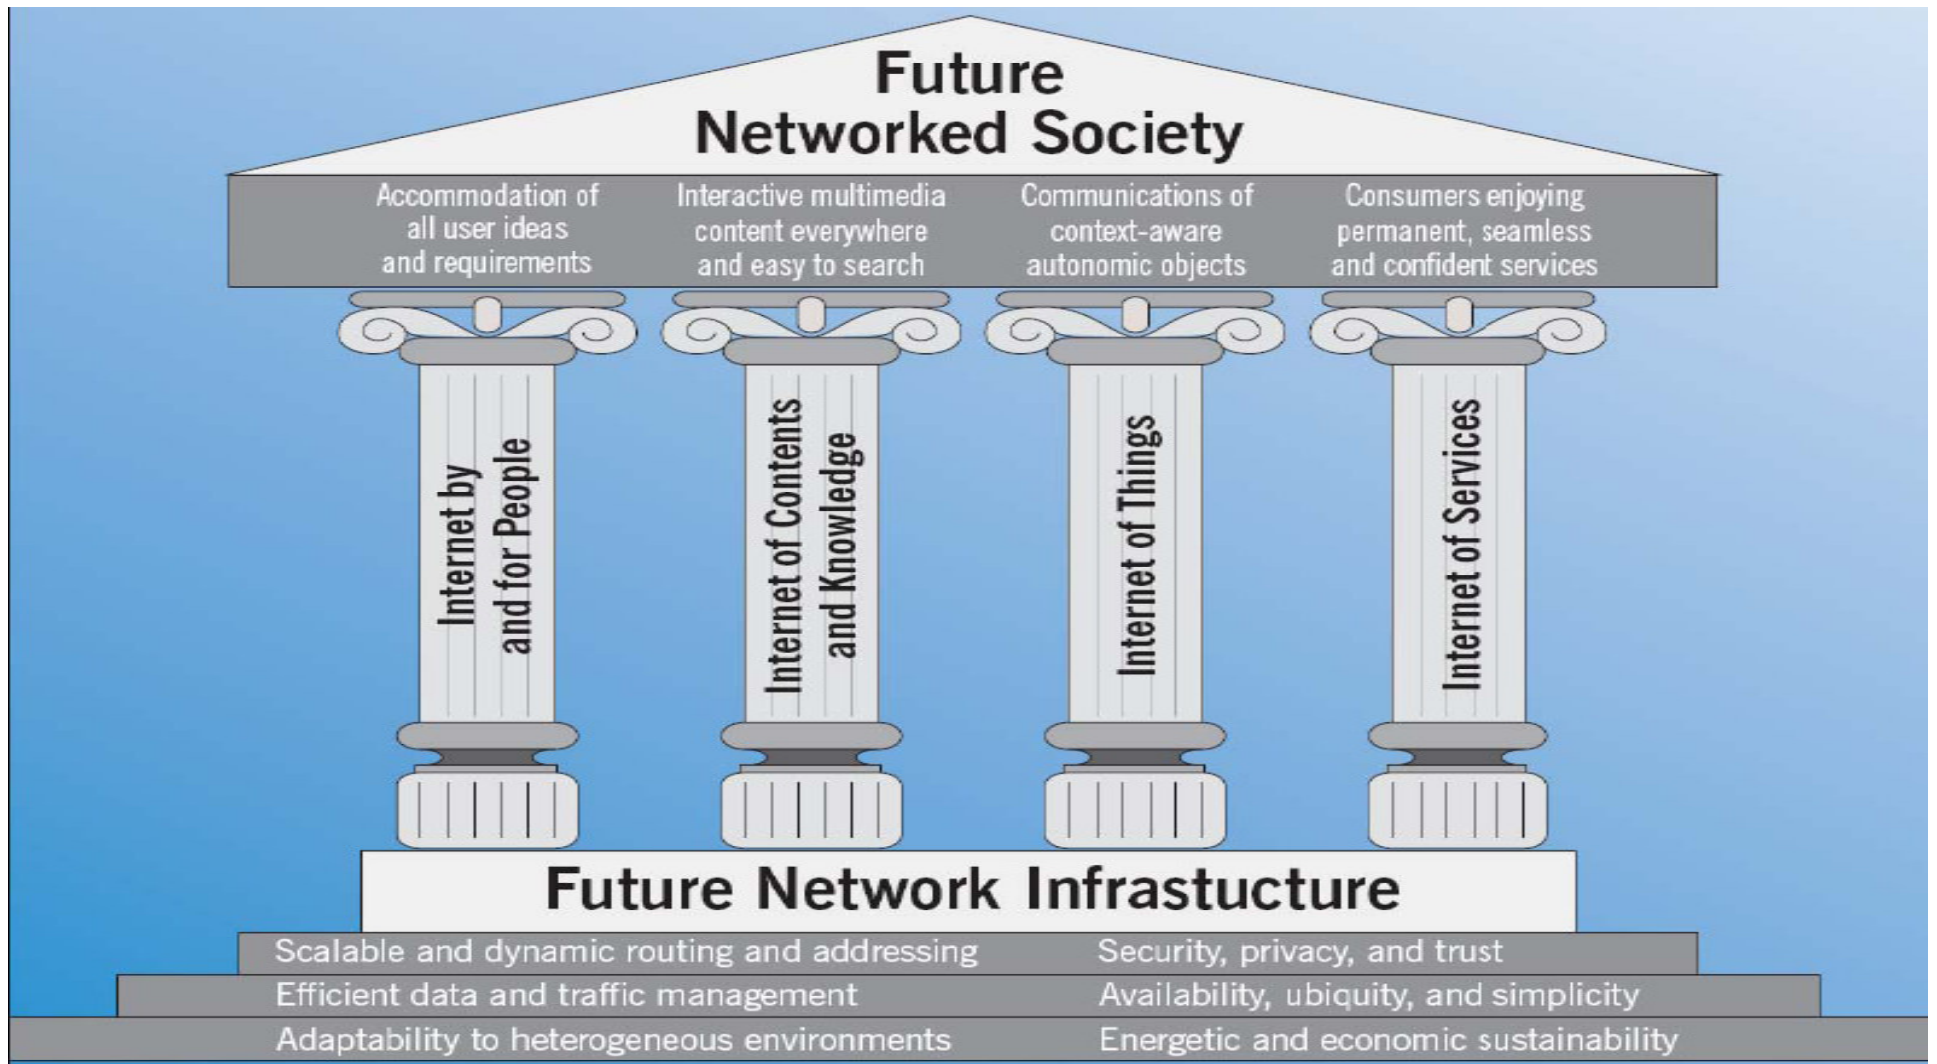 Future
Networked Society
Accommodation of
all user ideas
and requirements
Interactive multimedia
content everywhere
and easy to search
Communications of
context-aware
autonomic objects
Consumers enjoying
permanent, seamless
and confident services
Internet by
and for People
Internet of Contents
and Knowledge
Internet of Things
Internet of Services
Future Network Infrastucture
Scalable and dynamic routing and addressing
Security, privacy, and trust
Efficient data and traffic management
Availability, ubiquity, and simplicity
Adaptability to heterogeneous environments
Energetic and economic sustainability